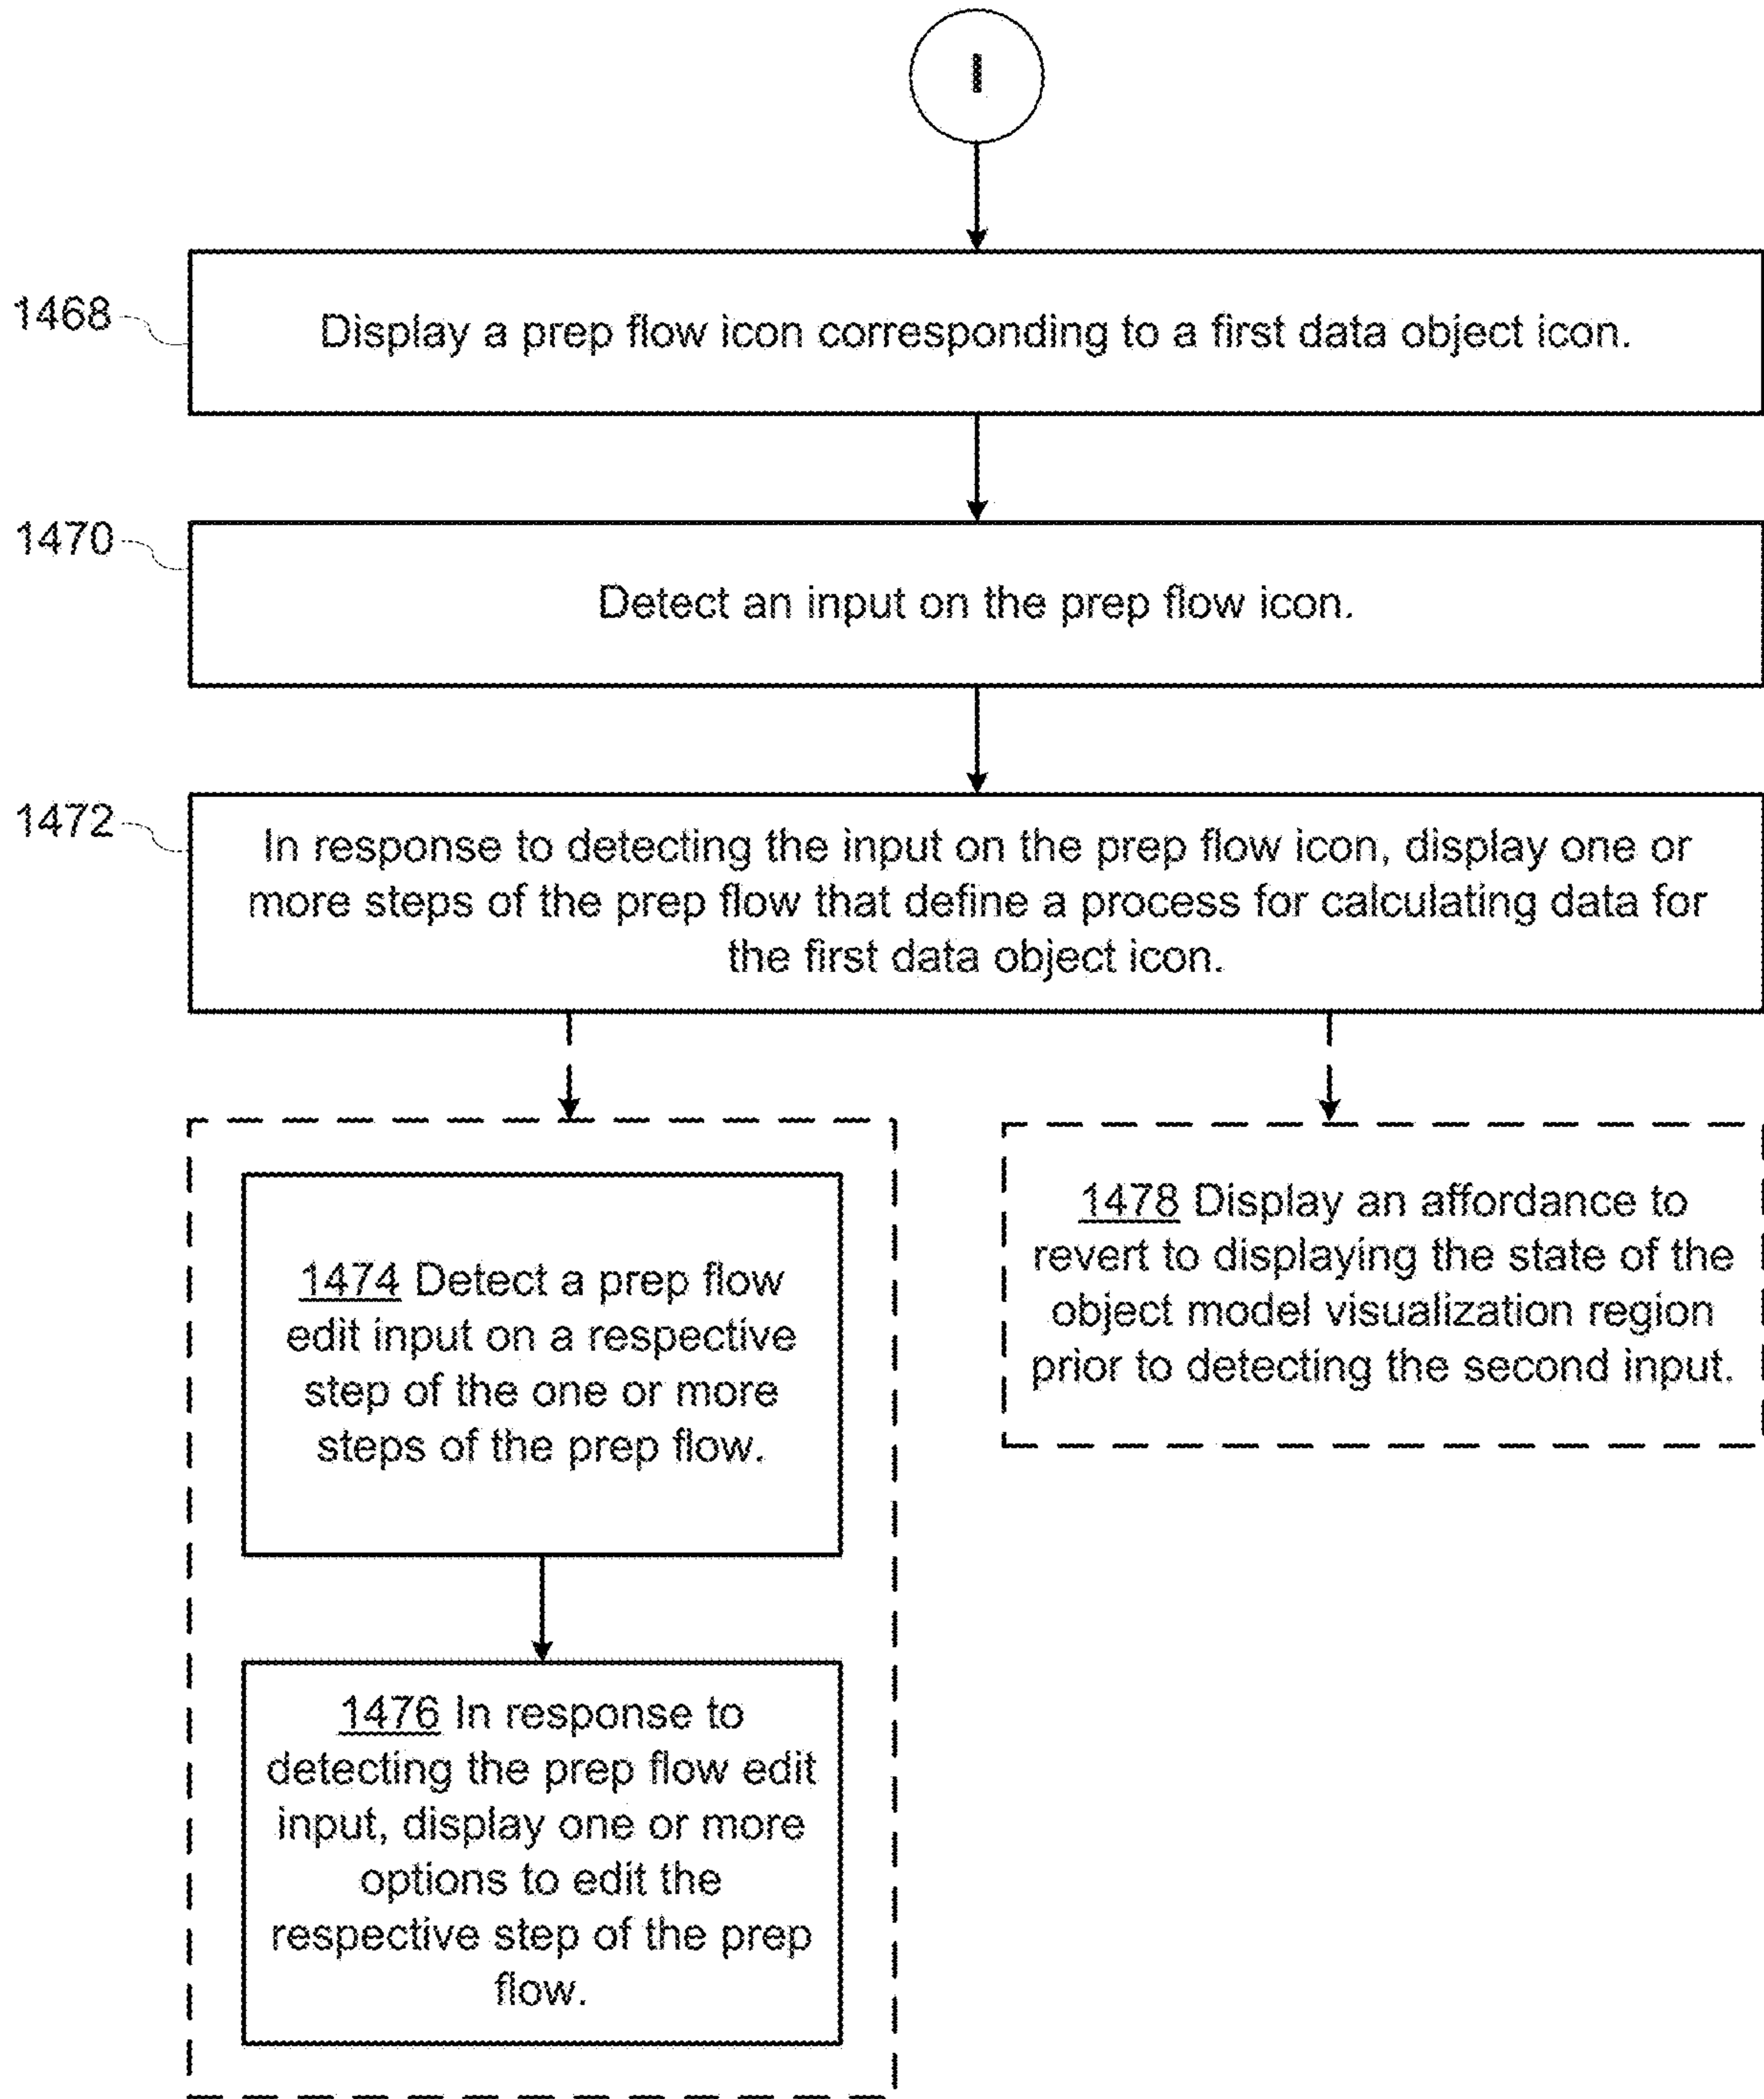 I
1468
Display a prep flow icon corresponding to a first data object icon.
1470
Detect an input on the prep flow icon.
1472
In response to detecting the input on the prep flow icon, display one or
more steps of the prep flow that define a process for calculating data for
the first data object icon.
1474 Detect a prep flow
edit input on a respective
step of the one or more
steps of the prep flow.
1476 In response to
detecting the prep flow edit
input, display one or more
options to edit the
respective step of the prep
flow.
1478 Display an affordance to
revert to displaying the state of the
object model visualization region
prior to detecting the second input.